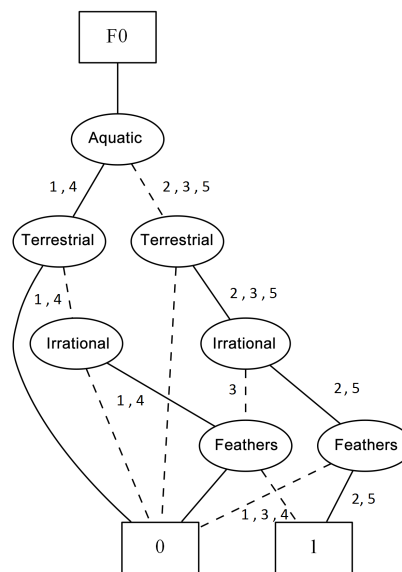 F0
Aquatic
1,4
2,3,5
Terrestrial
Terrestrial
1,4
2,3,5
Irrational
Irrational
1,4
3
2,5
Feathers
Feathers
1,3,4
2,5
0
1